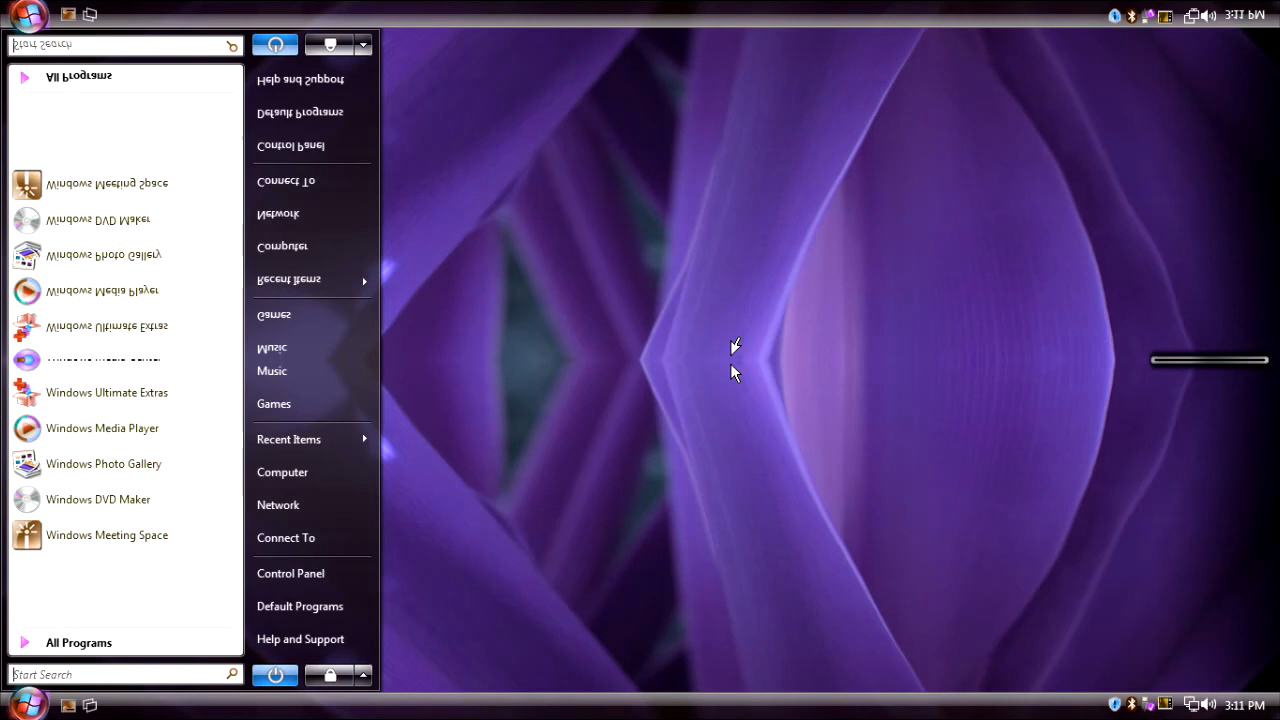 3:11 PM
Start Search
All Programs
Windows Meeting Space
Windows DVD Maker
Windows Photo Gallery
Windows Media Player
Windows Ultimate Extras
Help and Support
Default Programs
Control Panel
Connect To
Network
Computer
Recent Items
Games
Music
Windows Ultimate Extras
Windows Media Player
Windows Photo Gallery
Windows DVD Maker
Windows Meeting Space
All Programs
Start Search
Music
Games
Recent Items
Computer
Network
Connect To
Control Panel
Default Programs
Help and Support
3:11 PM